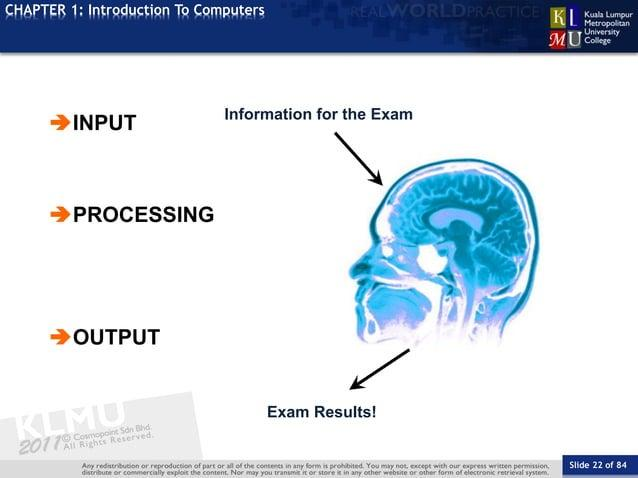 CHAPTER 1: Introduction To Computers
REALWORLDPRACTICE
KL
MU
Kuala Lumpur
Metropolitan
University
College
Information for the Exam
INPUT
PROCESSING
OUTPUT
Exam Results!
KLMU
2011© Cosmopoint Sdn Bhd.
All Rights Reserved.
Any redistribution or reproduction of part or all of the contents in any form is prohibited. You may not, except with our express written permission,
distribute or commercially exploit the content. Nor may you transmit it or store it in any other website or other form of electronic retrieval system.
Slide 22 of 84